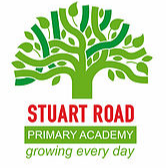 STUART ROAD
PRIMARY ACADEMY
growing every day